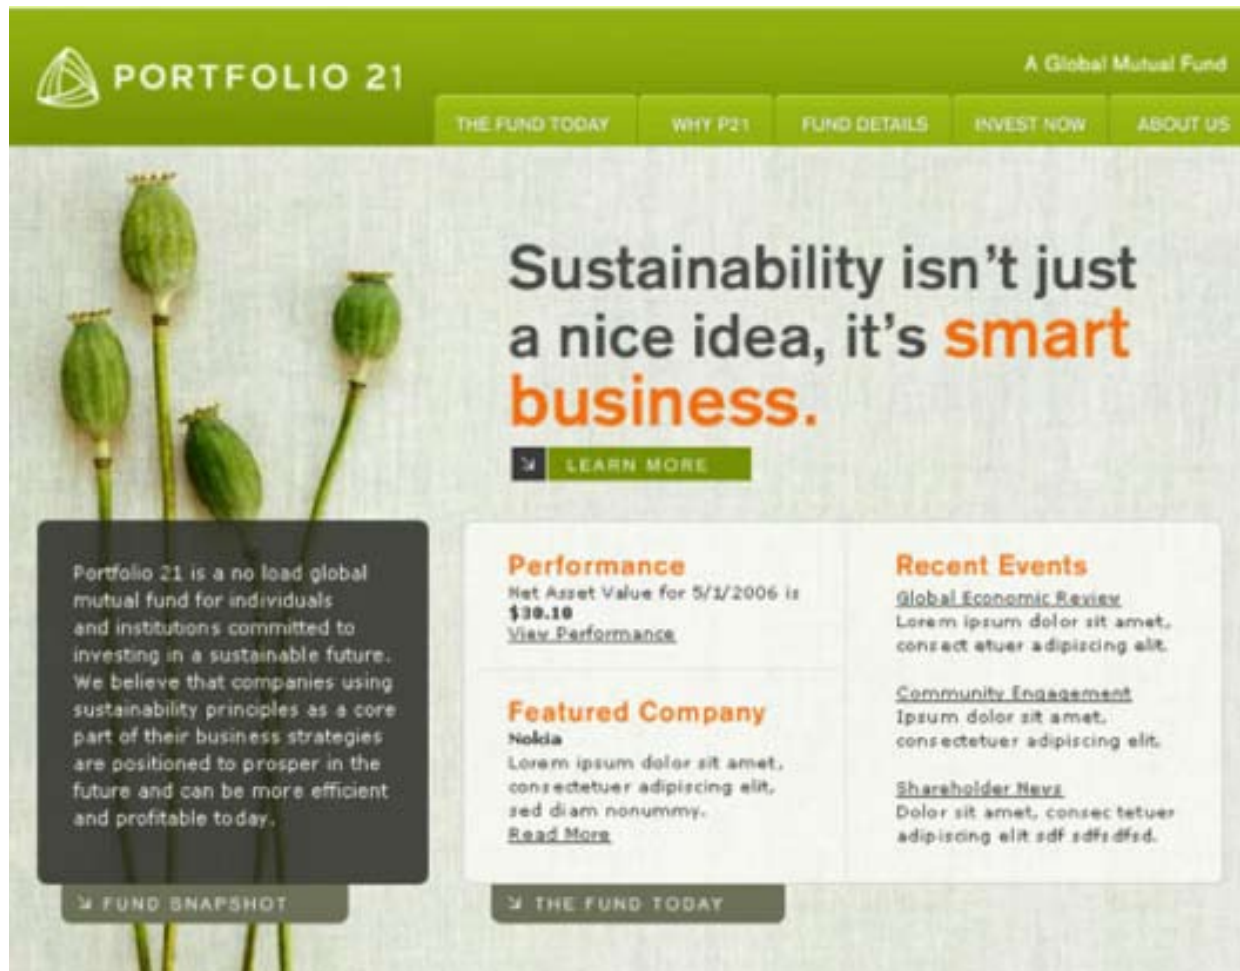 PORTFOLIO 21
A Global Mutual Fund
THE FUND TODAY WHY P21 FUND DETAILS INVEST NOW ABOUT US
Sustainability isn't just
a nice idea, it's smart
business.
LEARN MORE
Portfolio 21 is a no load global
mutual fund for individuals
and institutions committed to
investing in a sustainable future.
We believe that companies using
sustainability principles as a core
part of their business strategies
are positioned to prosper in the
future and can be more efficient
and profitable today.
FUND SNAPSHOT
Performance
Net Asset Value for 5/1/2006 is
$30.10
View Performance
Featured Company
Nokia
Lorem ipsum dolor sit amet,
consectetuer adipiscing elit,
sed diam nonummy.
Read More
Recent Events
Global Economic Review
Lorem ipsum dolor sit amet,
consect etuer adipiscing elit.
Community Engagement
Ipsum dolor sit amet,
consectetuer adipiscing elit.
Shareholder News
Dolor sit amet, consec tetuer
adipiscing elit sdf sdfsdfsd.
THE FUND TODAY